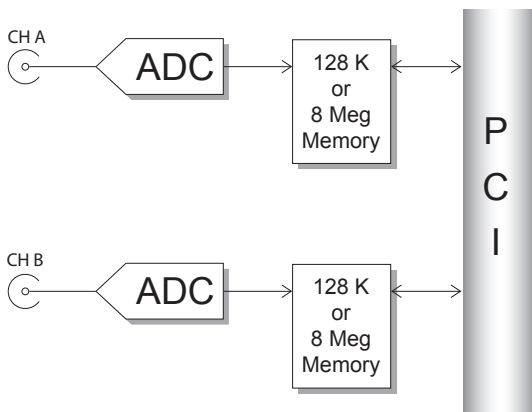 CH A
ADC
128 K
or
8 Meg
Memory
P
C
I
CH B
ADC
128 K
or
8 Meg
Memory